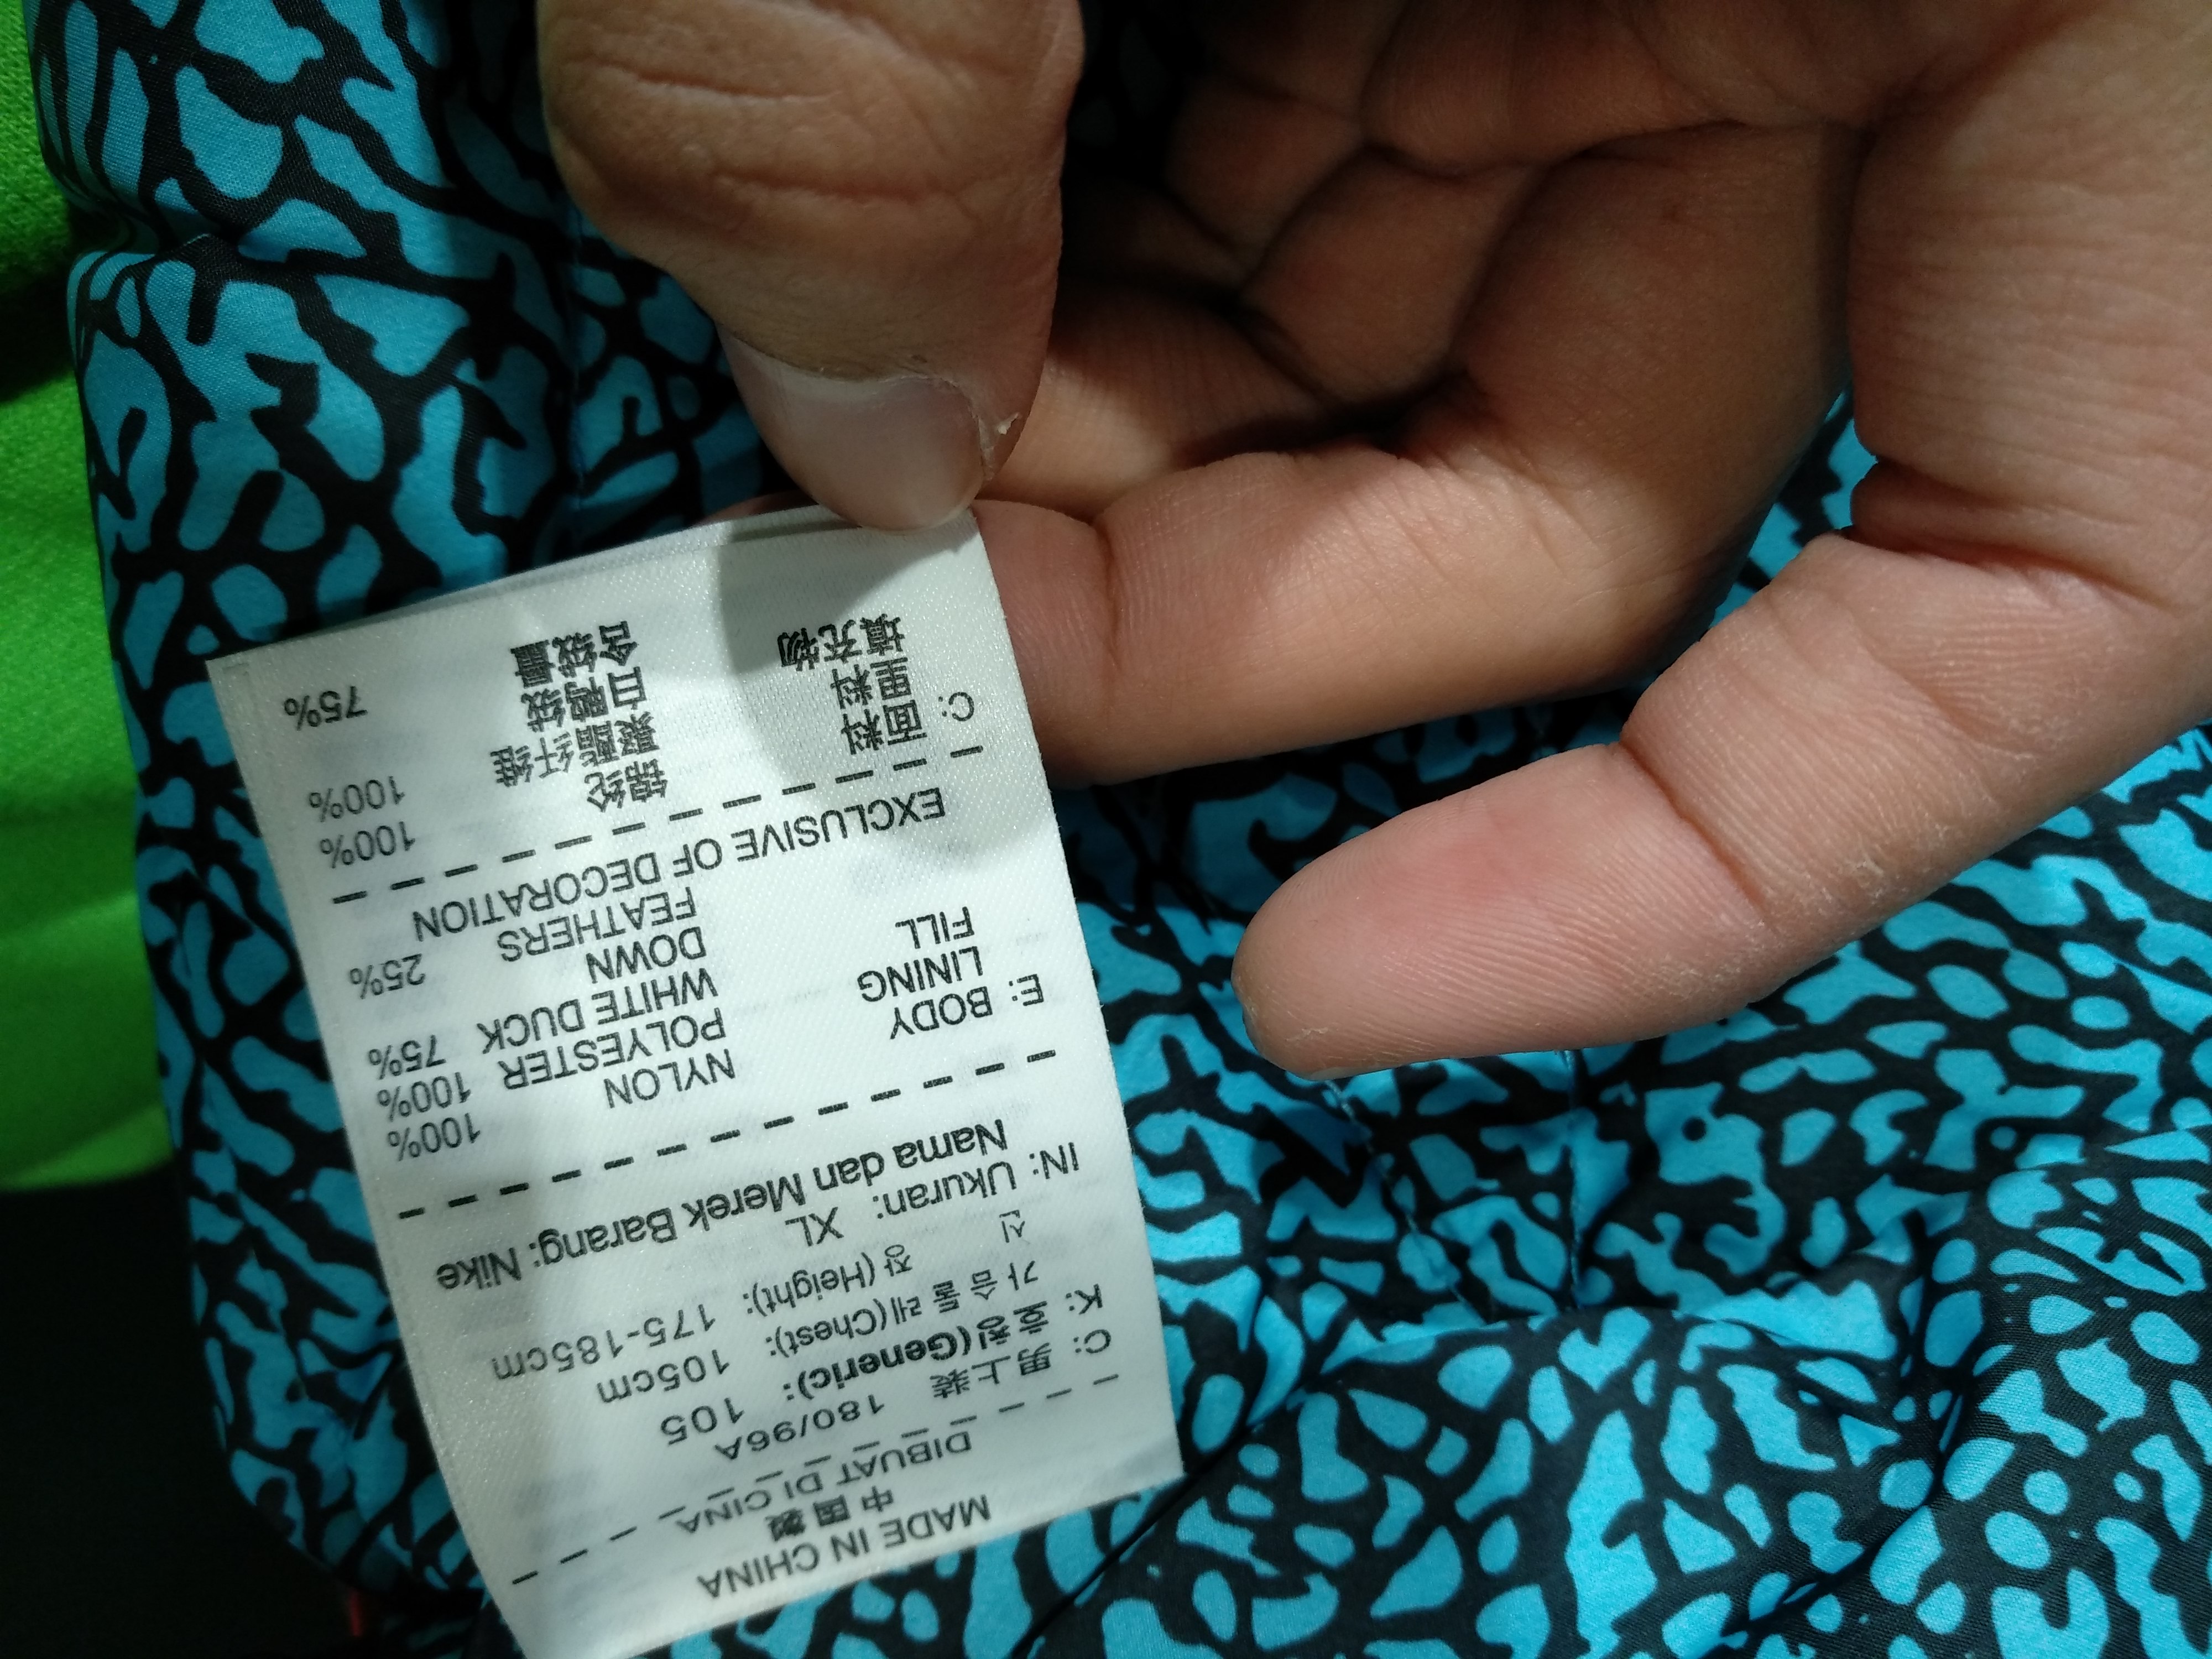 MADE IN CHINA
中国製
DIBUAT DI CINA
C: 男上装 180/96A
K: 호칭(Generic): 105
가슴둘레(Chest): 105cm
신장(Height): 175-185cm
IN: Ukuran: XL
Nama dan Merek Barang: Nike
E: BODY NYLON 100%
LINING POLYESTER 100%
FILL WHITE DUCK 75%
DOWN
FEATHERS 25%
EXCLUSIVE OF DECORATION
C: 面料 锦纶 100%
里料 聚酯纤维 100%
填充物 白鸭绒
含绒量 75%